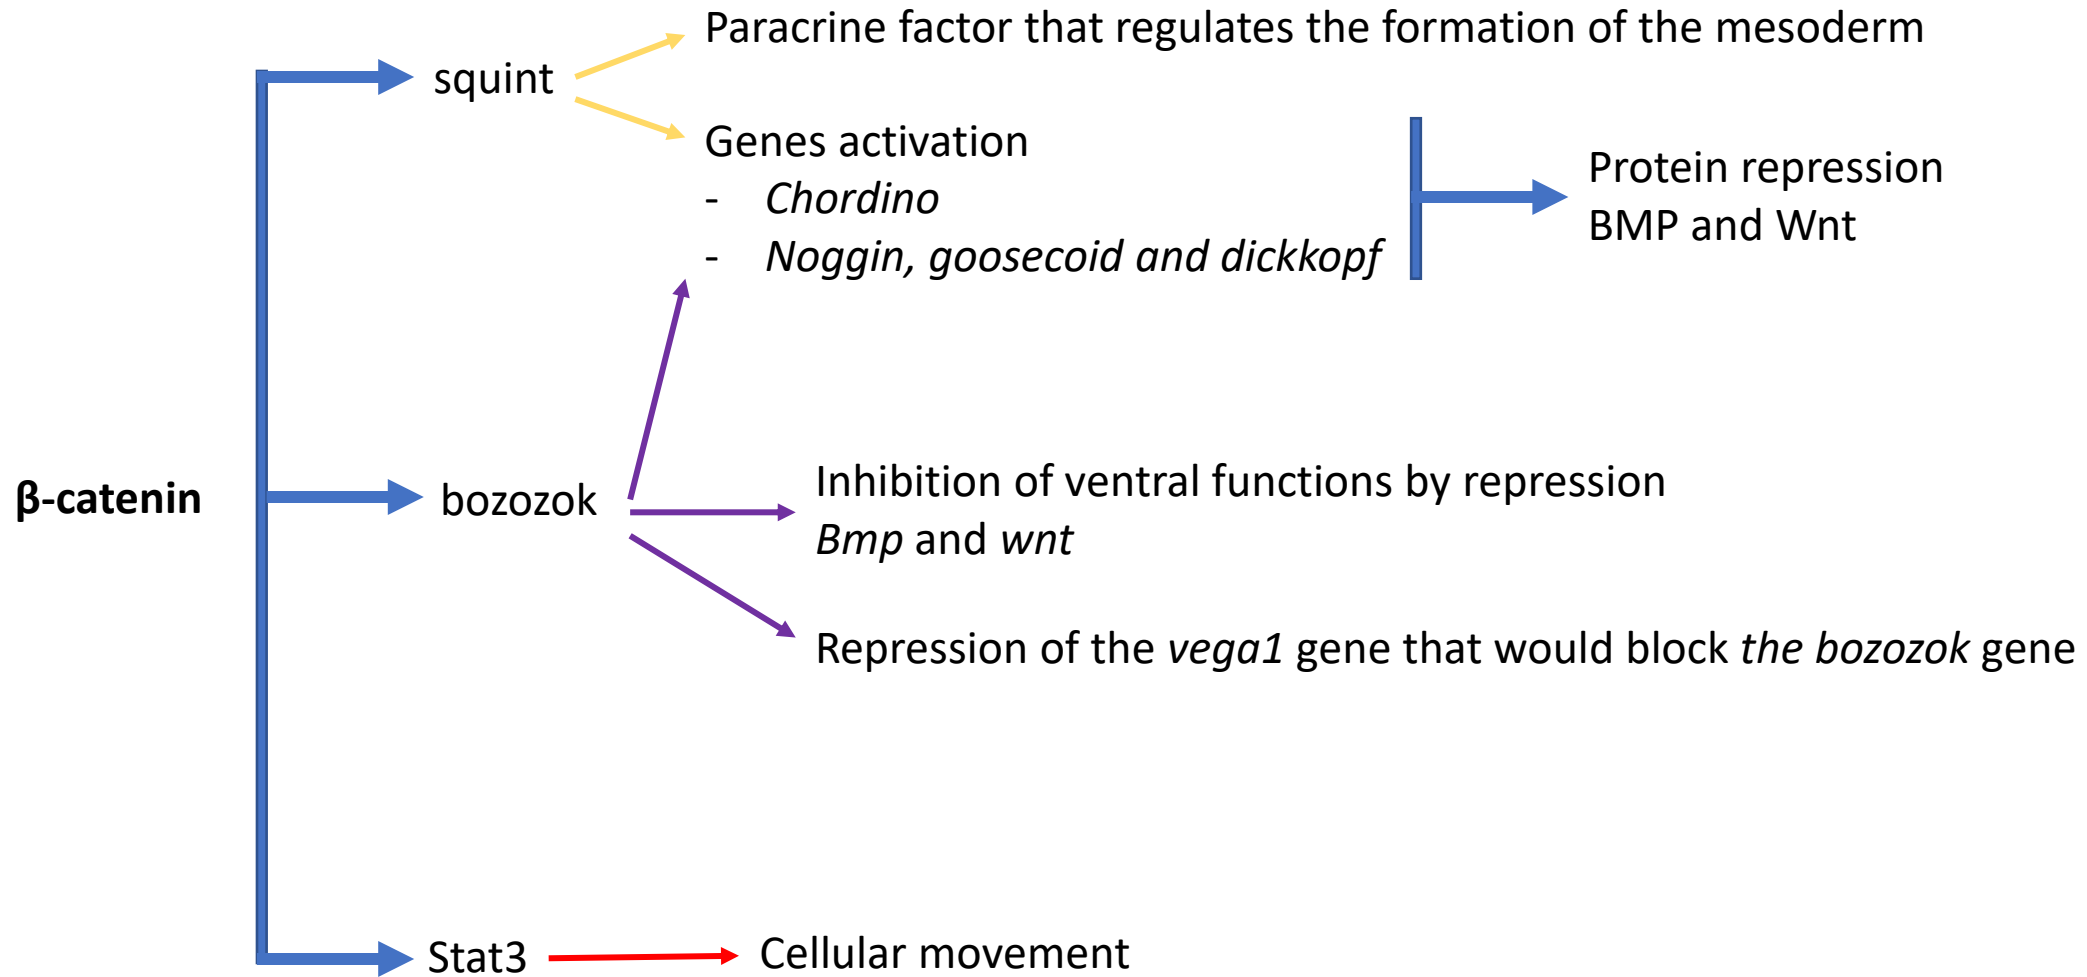 Paracrine factor that regulates the formation of the mesoderm
squint
Genes activation
- Chordino
- Noggin, goosecoid and dickkopf
Protein repression
BMP and Wnt
β-catenin
bozozok
Inhibition of ventral functions by repression
Bmp and wnt
Repression of the vega1 gene that would block the bozozok gene
Stat3
Cellular movement